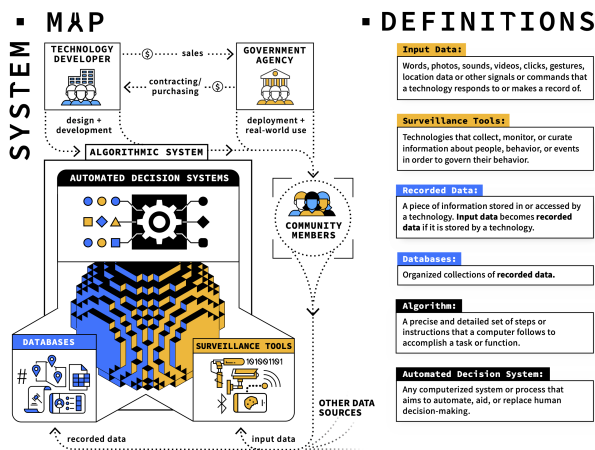 MAP
SYSTEM
TECHNOLOGY
DEVELOPER
$ sales
GOVERNMENT
AGENCY
contracting/
purchasing $
design +
development
deployment +
real-world use
ALGORITHMIC SYSTEM
AUTOMATED DECISION SYSTEMS
COMMUNITY
MEMBERS
DATABASES
#
SURVEILLANCE TOOLS
101001101
OTHER DATA
SOURCES
recorded data
input data
DEFINITIONS
Input Data:
Words, photos, sounds, videos, clicks, gestures,
location data or other signals or commands that
a technology responds to or makes a record of.
Surveillance Tools:
Technologies that collect, monitor, or curate
information about people, behavior, or events
in order to govern their behavior.
Recorded Data:
A piece of information stored in or accessed by
a technology. Input data becomes recorded
data if it is stored by a technology.
Databases:
Organized collections of recorded data.
Algorithm:
A precise and detailed set of steps or
instructions that a computer follows to
accomplish a task or function.
Automated Decision System:
Any computerized system or process that
aims to automate, aid, or replace human
decision-making.